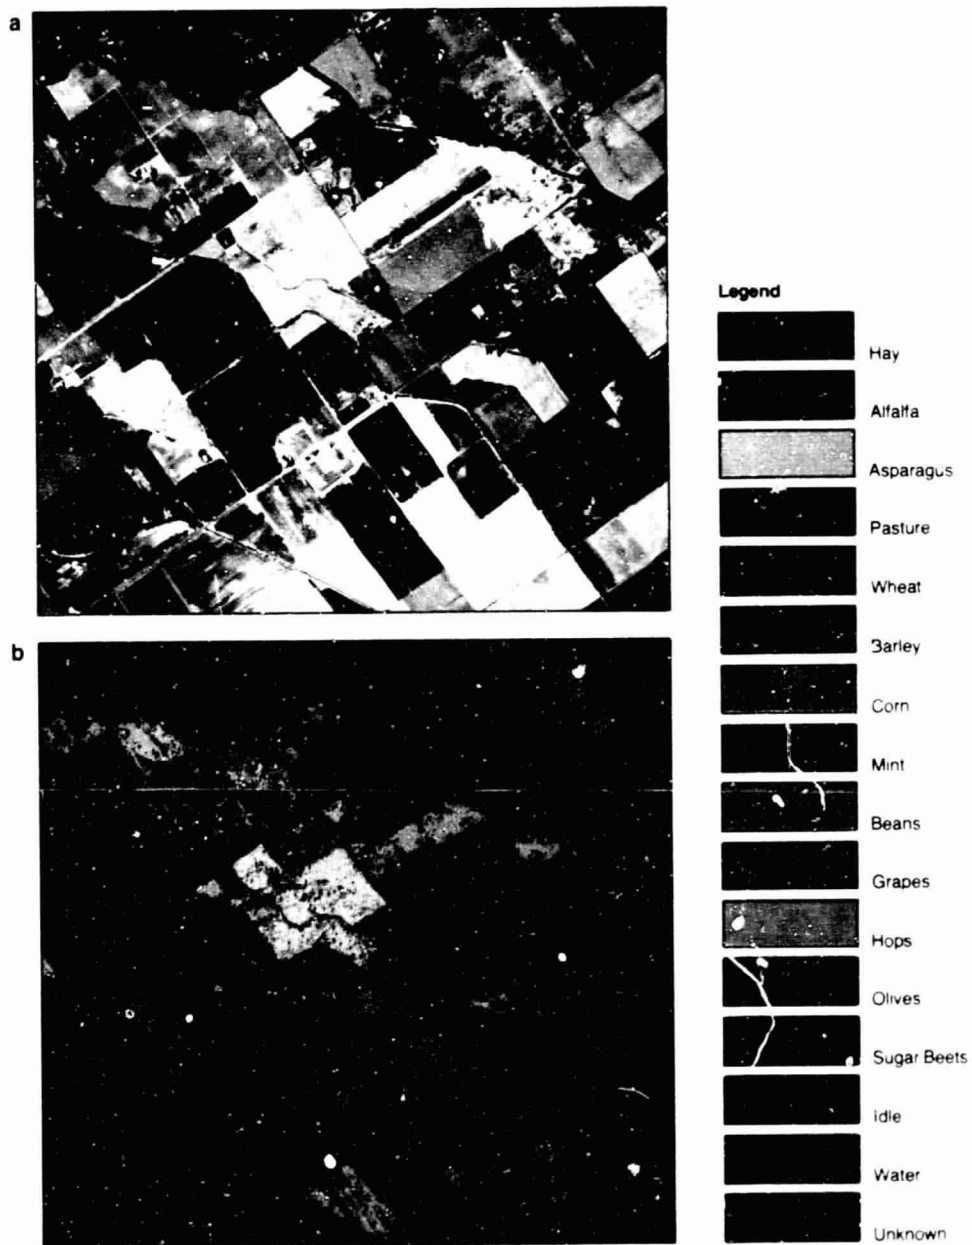 a
b
Legend
Hay
Alfalfa
Asparagus
Pasture
Wheat
Barley
Corn
Mint
Beans
Grapes
Hops
Olives
Sugar Beets
Idle
Water
Unknown